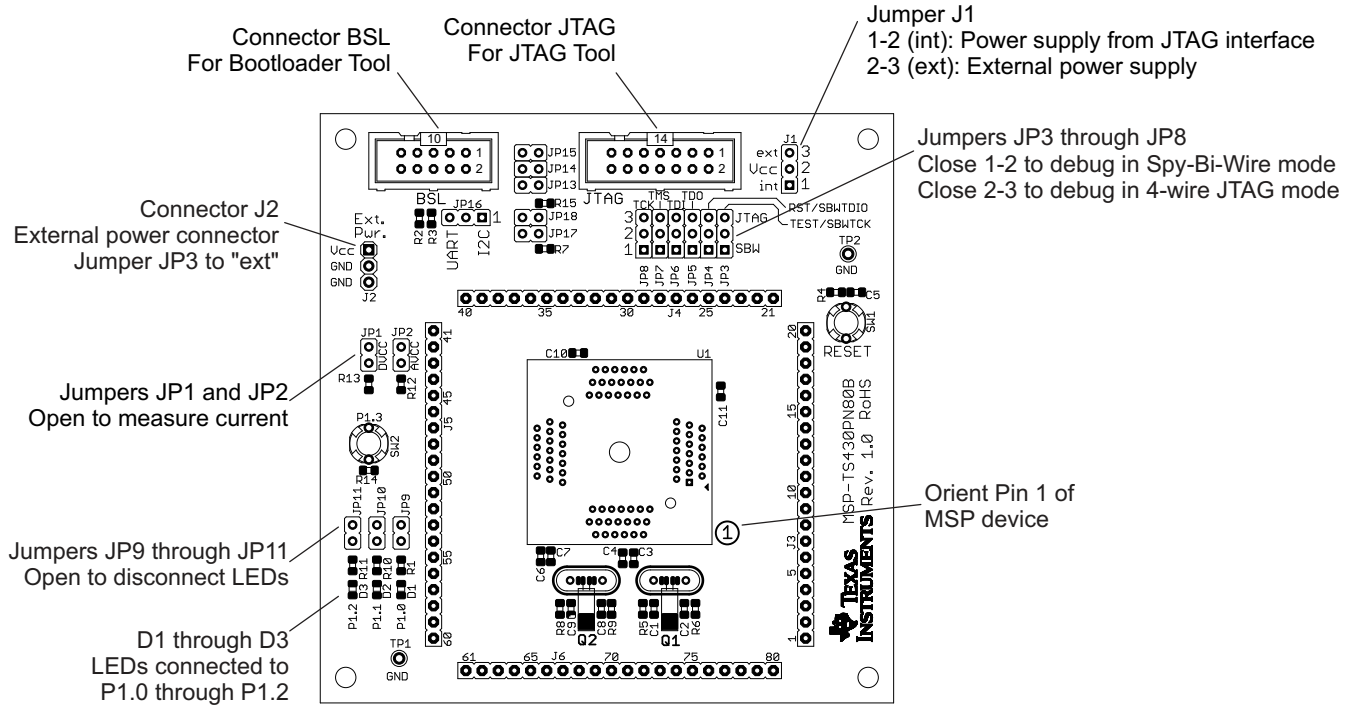 Connector BSL
For Bootloader Tool
Connector JTAG
For JTAG Tool
Jumper J1
1-2 (int): Power supply from JTAG interface
2-3 (ext): External power supply
Jumpers JP3 through JP8
Close 1-2 to debug in Spy-Bi-Wire mode
Close 2-3 to debug in 4-wire JTAG mode
Connector J2
External power connector
Jumper JP3 to "ext"
Jumpers JP1 and JP2
Open to measure current
Jumpers JP9 through JP11
Open to disconnect LEDs
D1 through D3
LEDs connected to
P1.0 through P1.2
Orient Pin 1 of
MSP device
10
1
2
BSL
14
1
2
JTAG
JP15
JP14
JP13
R15
JP18
JP17
R7
J1
ext 3
Vcc 2
int 1
TMS TDO
TCK TDI
RST/SBWTDIO
TEST/SBWTCK
3 JTAG
2
1 SBW
JP8
JP7
JP6
JP5
JP4
JP3
TP2
GND
R2
R3
JP16
1
UART
I2C
Ext.
Pwr.
Vcc
GND
GND
J2
R4
C5
SW1
RESET
40
35
30
J4
25
21
JP1
DVCC
JP2
AVCC
R13
R12
P1.3
SW2
R14
JP11
JP10
JP9
R11
R10
R1
D3
D2
D1
P1.2
P1.1
P1.0
TP1
GND
41
45
J5
50
55
60
C10
U1
C11
1
C6
C7
C4
C3
R8
C9
C8
R9
Q2
R5
C1
C2
R6
Q1
20
15
10
J3
5
1
MSP-TS430PN80B
Rev. 1.0 RoHS
TEXAS
INSTRUMENTS
61
65
J6
70
75
80